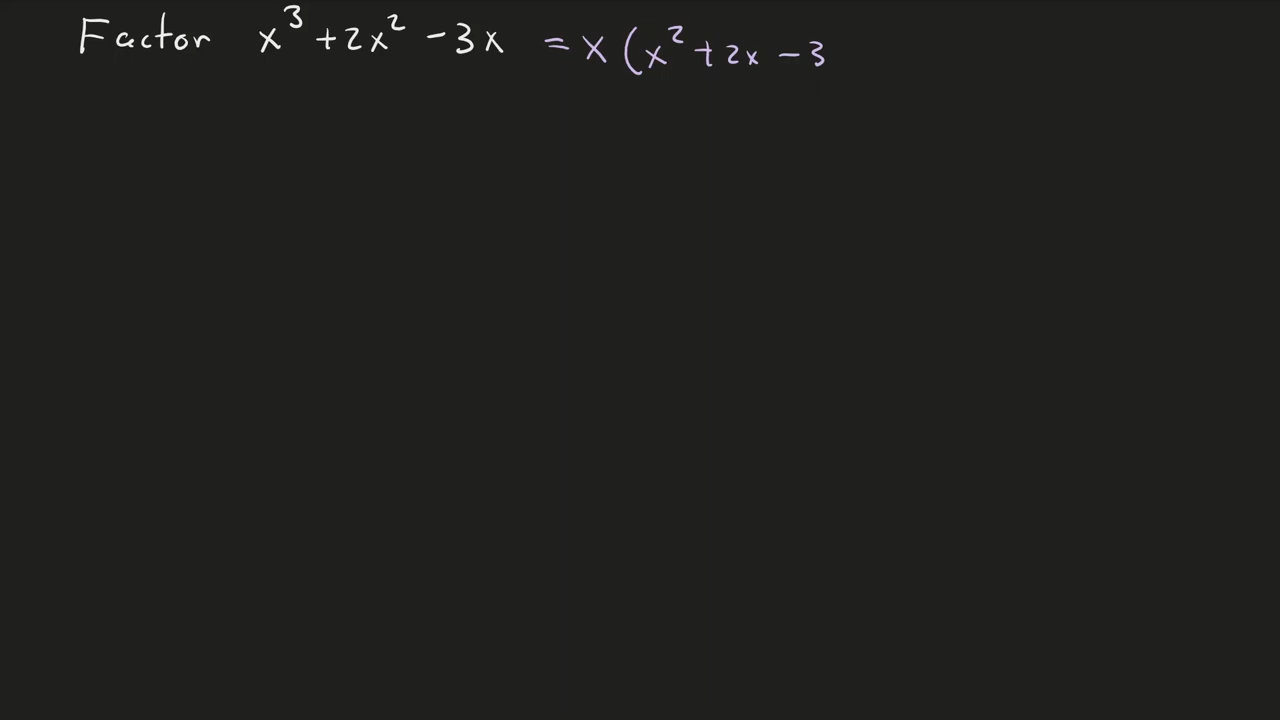 Factor x³ + 2x² - 3x = x (x² + 2x - 3